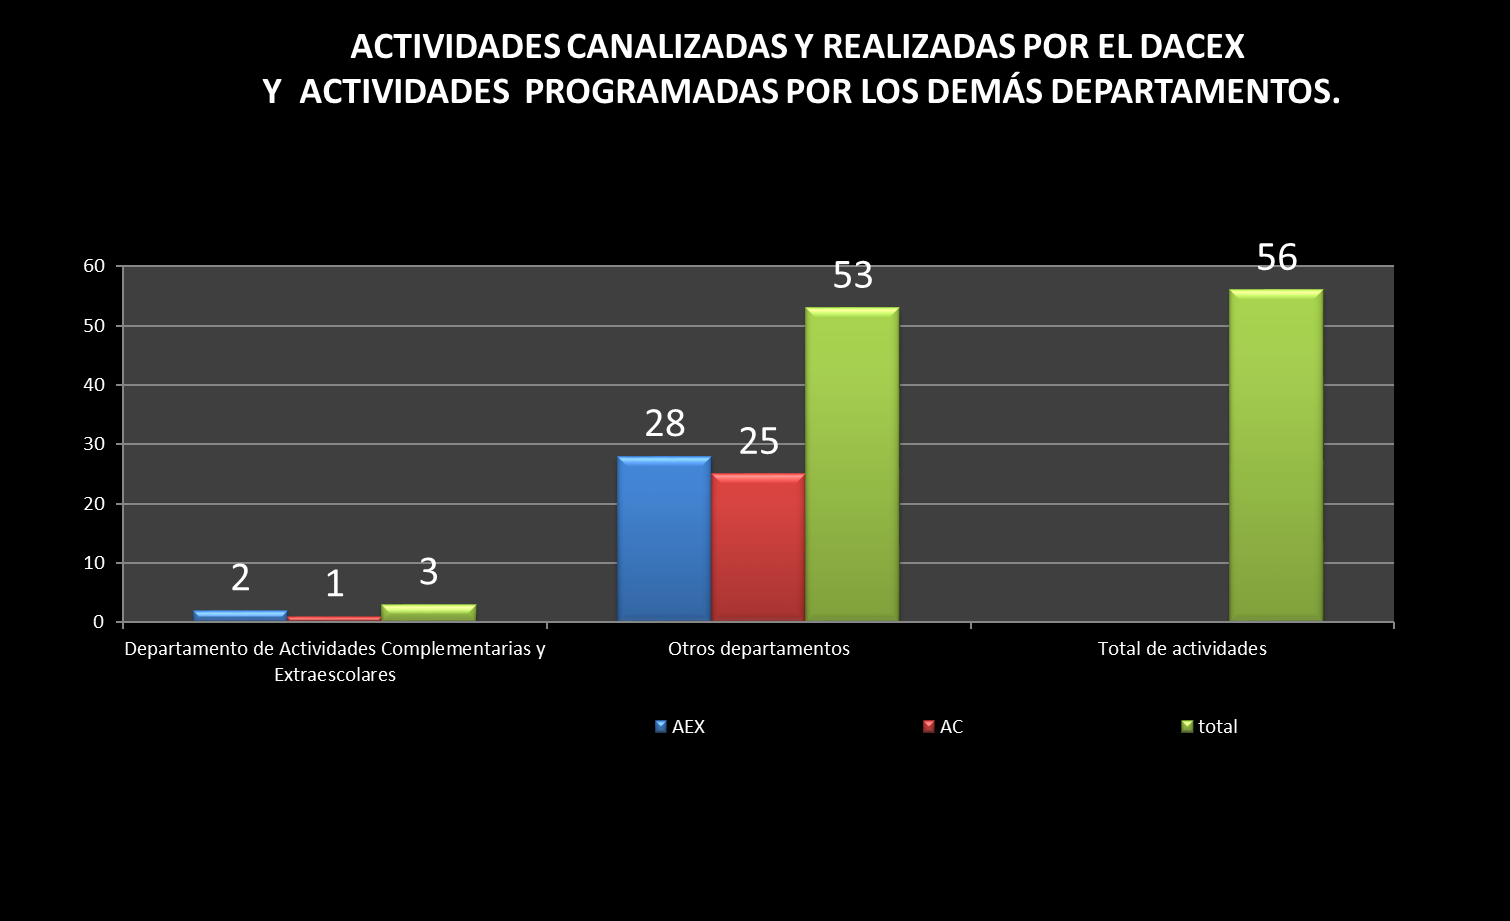 ACTIVIDADES CANALIZADAS Y REALIZADAS POR EL DACEX
Y ACTIVIDADES PROGRAMADAS POR LOS DEMÁS DEPARTAMENTOS.
60
50
40
30
20
10
0
2
1
3
28
25
53
56
Departamento de Actividades Complementarias y
Extraescolares
Otros departamentos
Total de actividades
AEX
AC
total